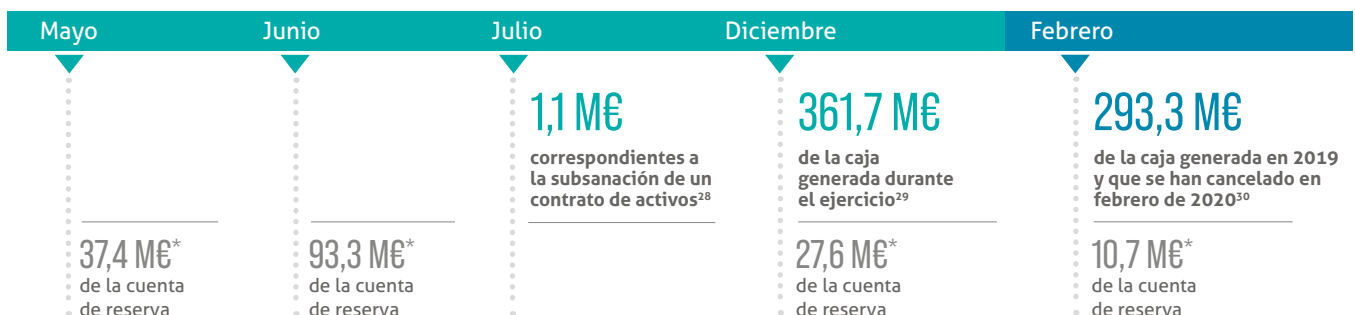 Mayo
Junio
Julio
Diciembre
Febrero
1,1 M€
correspondientes a
la subsanación de un
contrato de activos²⁸
361,7 M€
de la caja
generada durante
el ejercicio²⁹
293,3 M€
de la caja generada en 2019
y que se han cancelado en
febrero de 2020³⁰
37,4 M€*
de la cuenta
de reserva
93,3 M€*
de la cuenta
de reserva
27,6 M€*
de la cuenta
de reserva
10,7 M€*
de la cuenta
de reserva